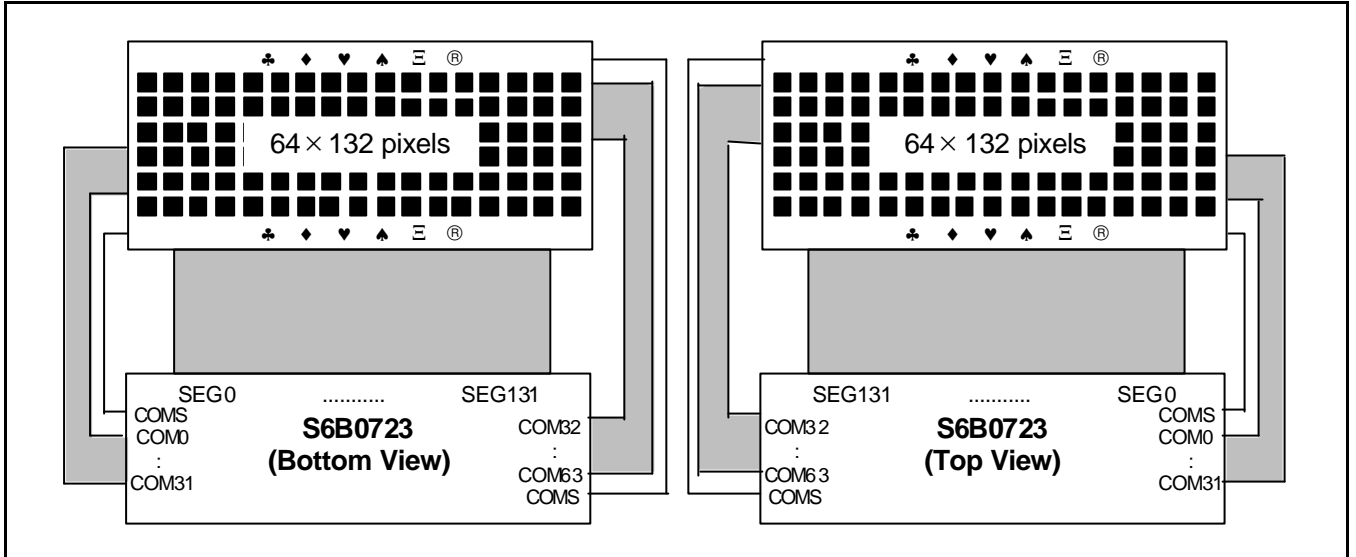 ♣ ♦ ♥ ♠ Ξ ®
64 × 132 pixels
♣ ♦ ♥ ♠ Ξ ®
SEG0 ........... SEG131
COMS
COM0
:
COM31
S6B0723
(Bottom View)
COM32
:
COM63
COMS
♣ ♦ ♥ ♠ Ξ ®
64 × 132 pixels
♣ ♦ ♥ ♠ Ξ ®
SEG131 ........... SEG0
COM32
:
COM63
COMS
S6B0723
(Top View)
COMS
COM0
:
COM31